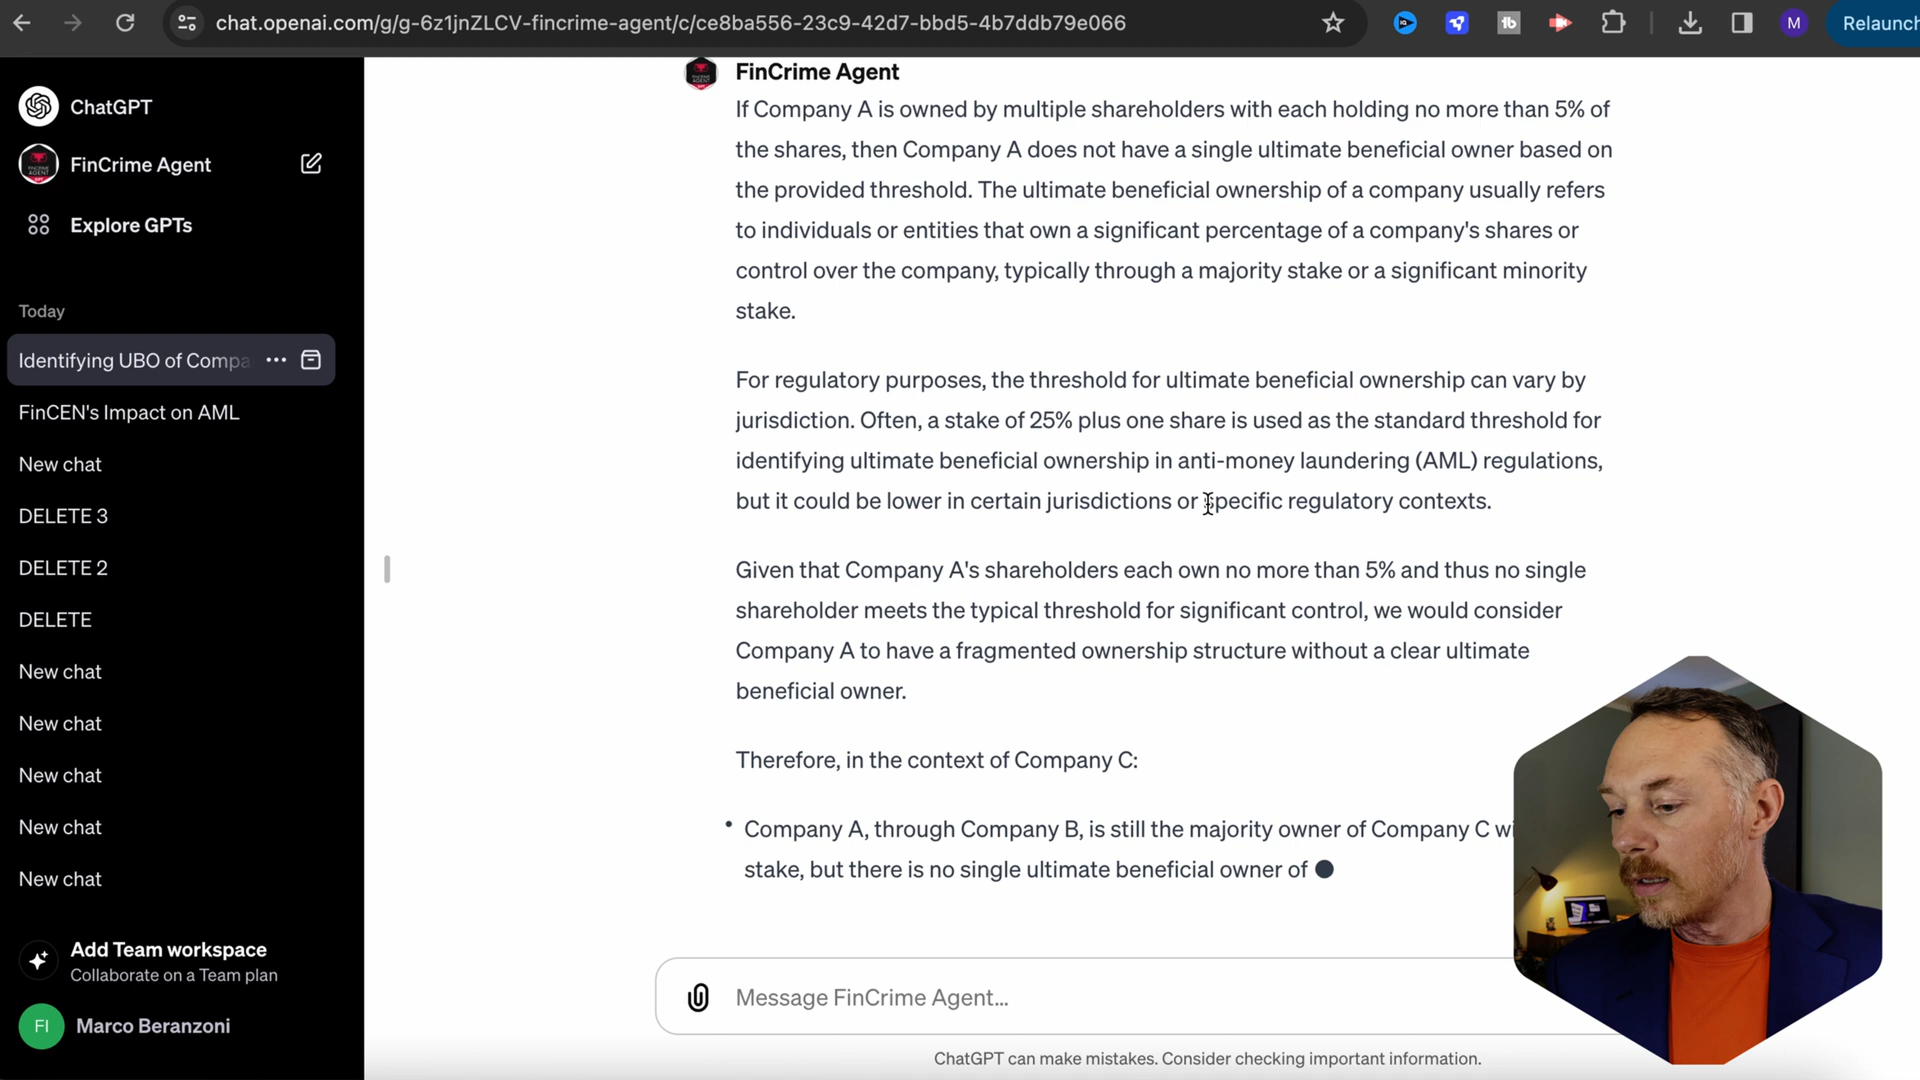 chat.openai.com/g/g-6z1jnZLCV-fincrime-agent/c/ce8ba556-23c9-42d7-bbd5-4b7ddb79e066
tb
M
Relaunch
ChatGPT
FinCrime Agent
Explore GPTs
Today
Identifying UBO of Compa
FinCEN's Impact on AML
New chat
DELETE 3
DELETE 2
DELETE
New chat
New chat
New chat
New chat
New chat
Add Team workspace
Collaborate on a Team plan
FI
Marco Beranzoni
FinCrime Agent
If Company A is owned by multiple shareholders with each holding no more than 5% of
the shares, then Company A does not have a single ultimate beneficial owner based on
the provided threshold. The ultimate beneficial ownership of a company usually refers
to individuals or entities that own a significant percentage of a company's shares or
control over the company, typically through a majority stake or a significant minority
stake.
For regulatory purposes, the threshold for ultimate beneficial ownership can vary by
jurisdiction. Often, a stake of 25% plus one share is used as the standard threshold for
identifying ultimate beneficial ownership in anti-money laundering (AML) regulations,
but it could be lower in certain jurisdictions or specific regulatory contexts.
Given that Company A's shareholders each own no more than 5% and thus no single
shareholder meets the typical threshold for significant control, we would consider
Company A to have a fragmented ownership structure without a clear ultimate
beneficial owner.
Therefore, in the context of Company C:
• Company A, through Company B, is still the majority owner of Company C wi
stake, but there is no single ultimate beneficial owner of
Message FinCrime Agent...
ChatGPT can make mistakes. Consider checking important information.